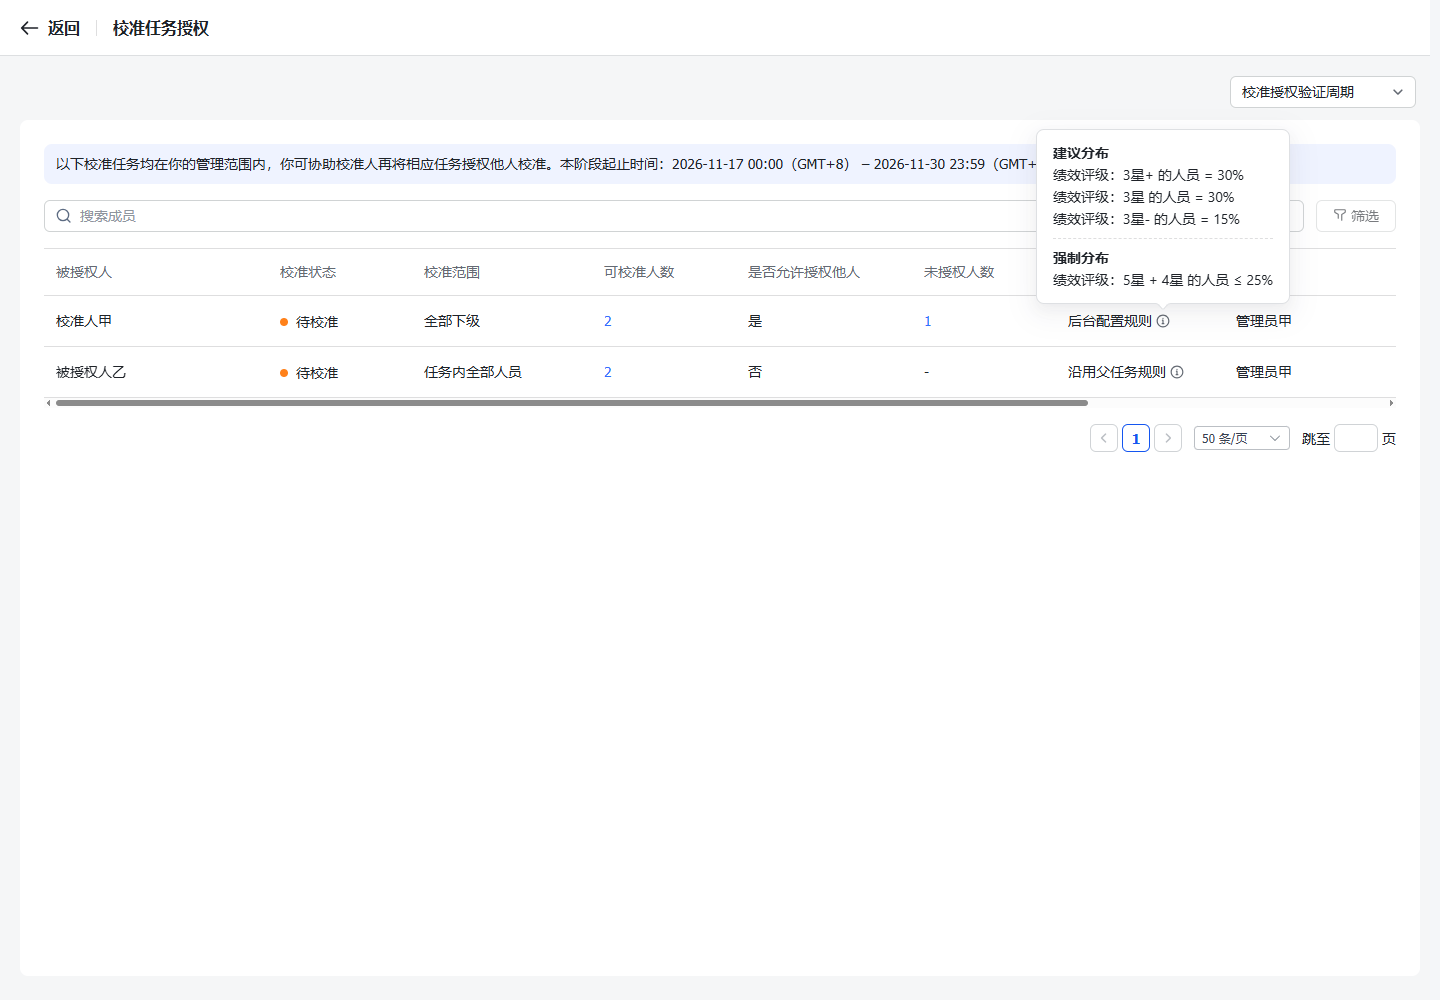 返回
校准任务授权
校准授权验证周期
以下校准任务均在你的管理范围内，你可协助校准人再将相应任务授权他人校准。本阶段起止时间：2026-11-17 00:00（GMT+8） – 2026-11-30 23:59（GMT+
建议分布
绩效评级：3星+ 的人员 = 30%
绩效评级：3星 的人员 = 30%
绩效评级：3星- 的人员 = 15%
强制分布
绩效评级：5星 + 4星 的人员 ≤ 25%
搜索成员
筛选
被授权人 校准状态 校准范围 可校准人数 是否允许授权他人 未授权人数
校准人甲 待校准 全部下级 2 是 1 后台配置规则 管理员甲
被授权人乙 待校准 任务内全部人员 2 否 - 沿用父任务规则 管理员甲
1 50 条/页 跳至 页